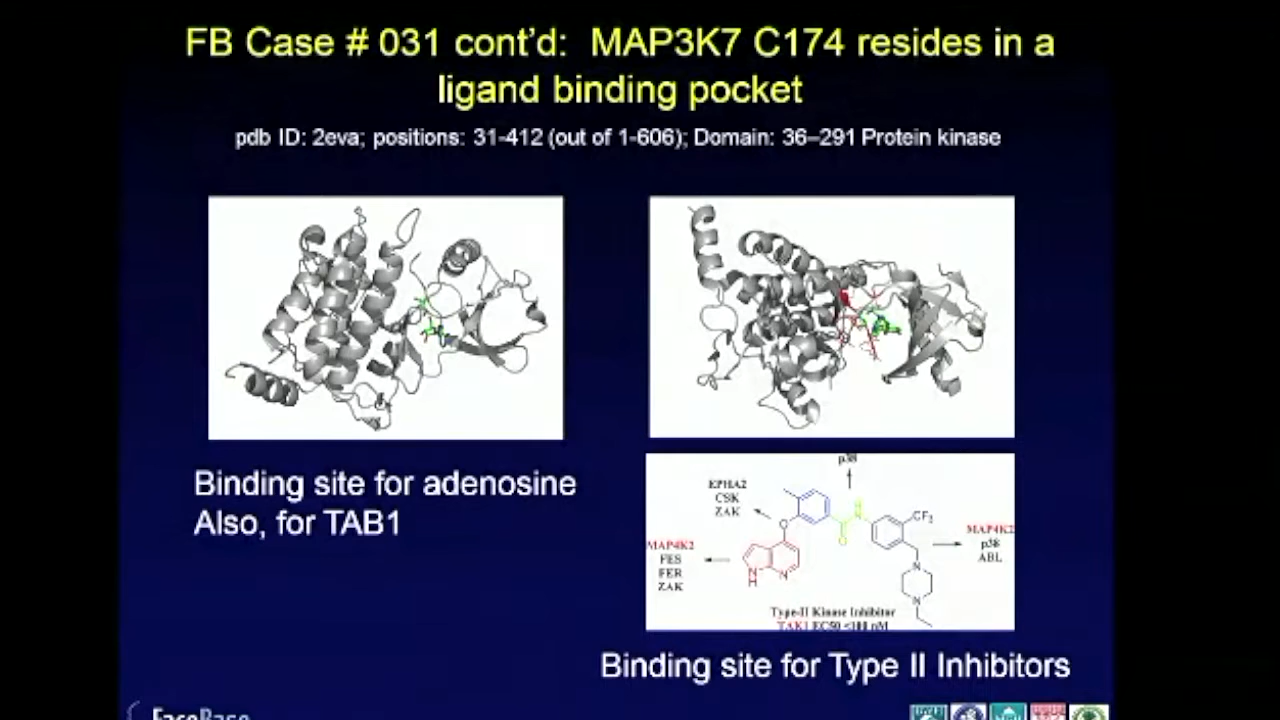 FB Case # 031 cont’d: MAP3K7 C174 resides in a
ligand binding pocket
pdb ID: 2eva; positions: 31-412 (out of 1-606); Domain: 36–291 Protein kinase
Binding site for adenosine
Also, for TAB1
p38
EPHA2
CSK
ZAK
MAP4K2
FES
FER
ZAK
O
N
H
N
H
N
O
CF3
N
N
MAP4K2
p38
ABL
Type-II Kinase Inhibitor
TAK1 EC50 <100 nM
Binding site for Type II Inhibitors
FaceBase